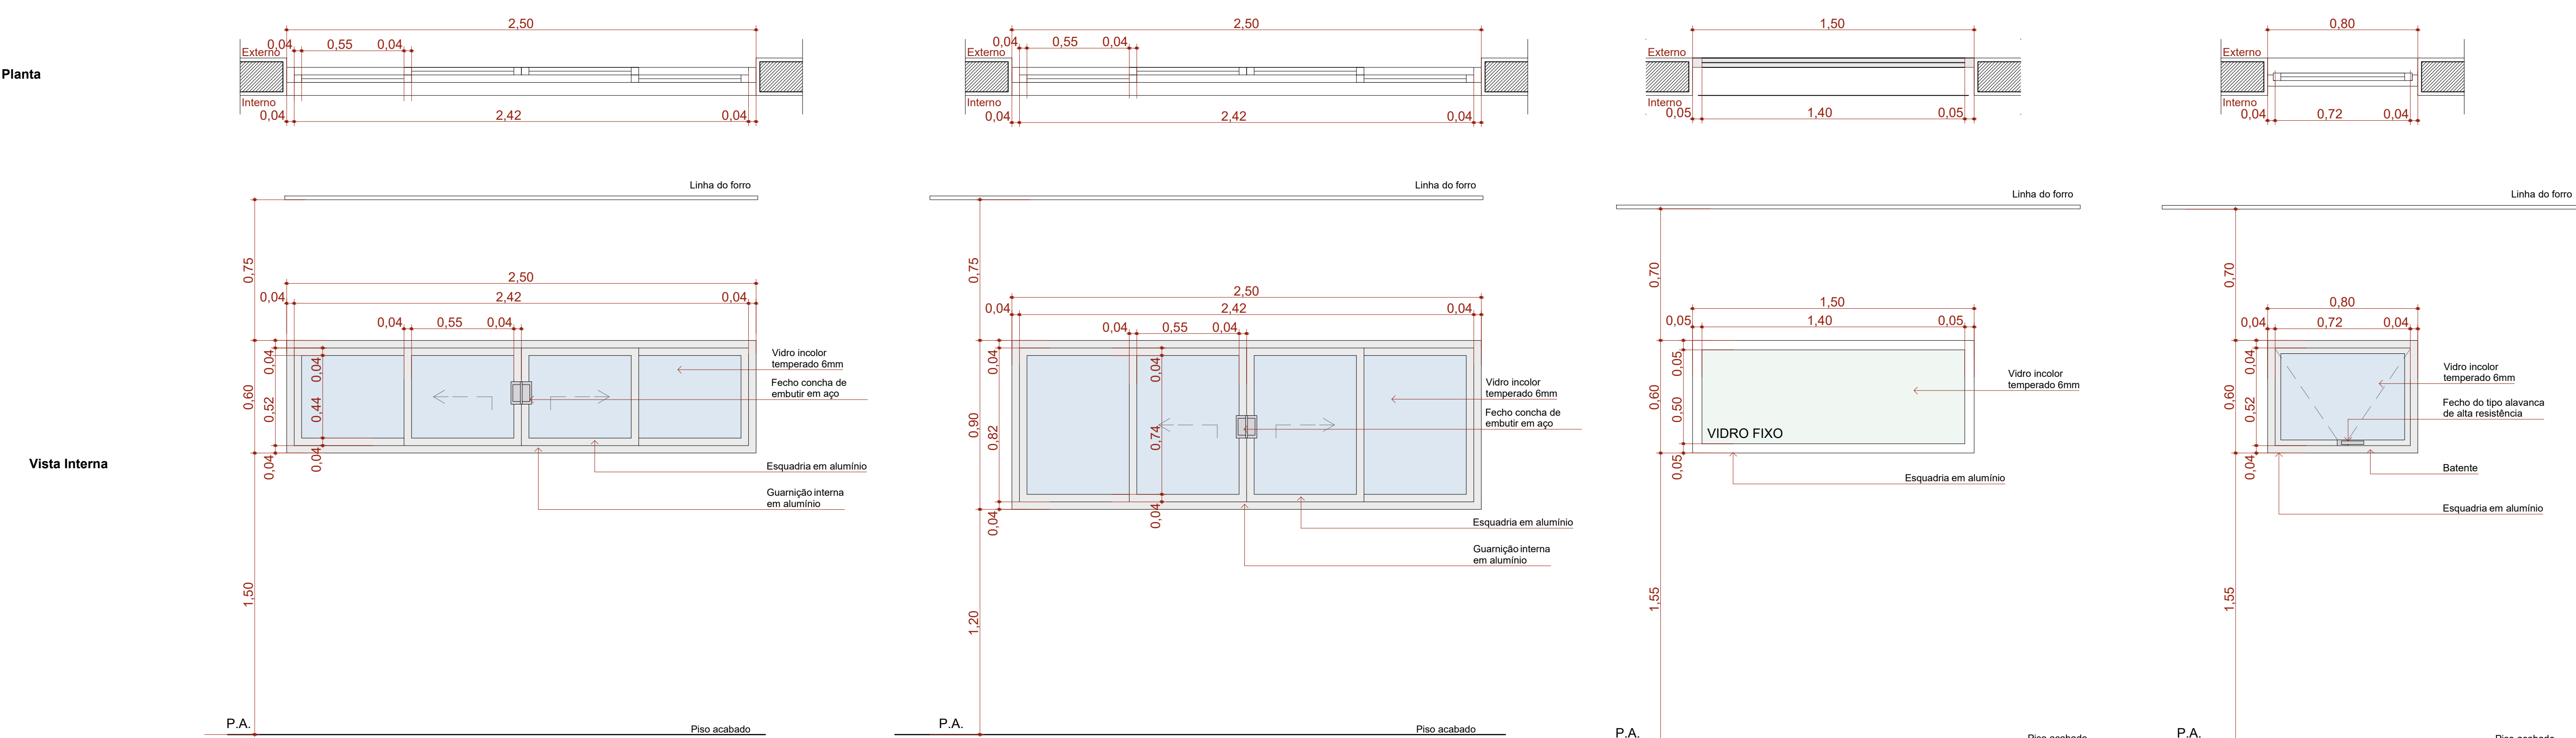 Planta
2,50
0,04
0,55
0,04
Externo
Interno
0,04
2,42
0,04
2,50
0,04
0,55
0,04
Externo
Interno
0,04
2,42
0,04
1,50
Externo
Interno
0,05
1,40
0,05
0,80
Externo
Interno
0,04
0,72
0,04
Vista Interna
Linha do forro
0,75
2,50
0,04
2,42
0,04
0,04
0,55
0,04
0,04
0,04
0,60
0,52
0,44
0,04
0,04
Vidro incolor
temperado 6mm
Fecho concha de
embutir em aço
Esquadria em alumínio
Guarnição interna
em alumínio
1,50
P.A.
Piso acabado
Linha do forro
0,75
2,50
0,04
2,42
0,04
0,04
0,55
0,04
0,04
0,04
0,90
0,82
0,74
0,04
0,04
Vidro incolor
temperado 6mm
Fecho concha de
embutir em aço
Esquadria em alumínio
Guarnição interna
em alumínio
1,20
P.A.
Piso acabado
Linha do forro
0,70
1,50
0,05
1,40
0,05
0,05
0,60
0,50
0,05
VIDRO FIXO
Vidro incolor
temperado 6mm
Esquadria em alumínio
1,55
P.A.
Piso acabado
Linha do forro
0,70
0,80
0,04
0,72
0,04
0,04
0,60
0,52
0,04
Vidro incolor
temperado 6mm
Fecho do tipo alavanca
de alta resistência
Batente
Esquadria em alumínio
1,55
P.A.
Piso acabado